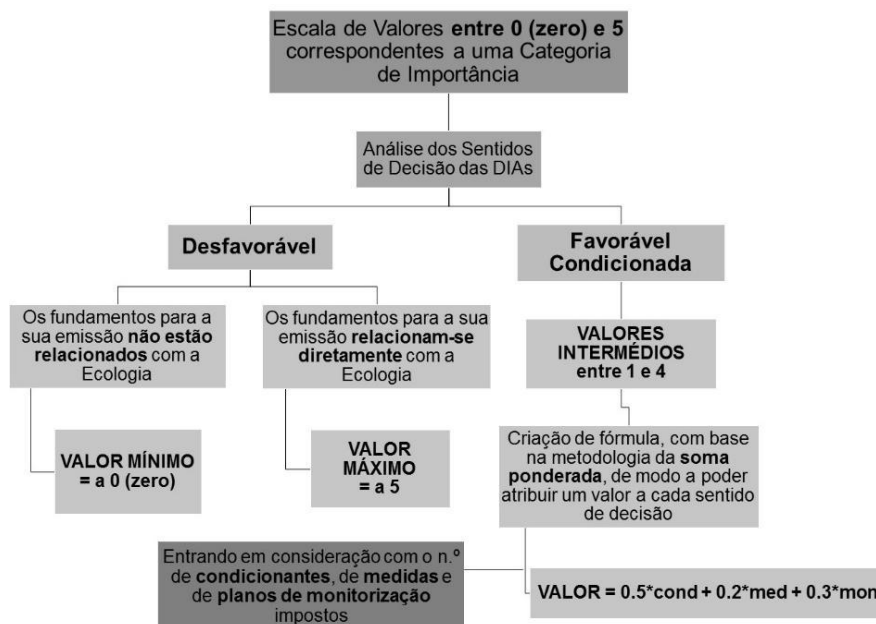 Escala de Valores entre 0 (zero) e 5
correspondentes a uma Categoria
de Importância
Análise dos Sentidos
de Decisão das DIAs
Desfavorável
Favorável
Condicionada
Os fundamentos para a
sua emissão não estão
relacionados com a
Ecologia
Os fundamentos para a sua
emissão relacionam-se
diretamente com a
Ecologia
VALORES
INTERMÉDIOS
entre 1 e 4
VALOR MÍNIMO
= a 0 (zero)
VALOR
MÁXIMO
= a 5
Criação de fórmula, com base
na metodologia da soma
ponderada, de modo a poder
atribuir um valor a cada sentido
de decisão
Entrando em consideração com o n.º
de condicionantes, de medidas e
de planos de monitorização
impostos
VALOR = 0.5*cond + 0.2*med + 0.3*mon